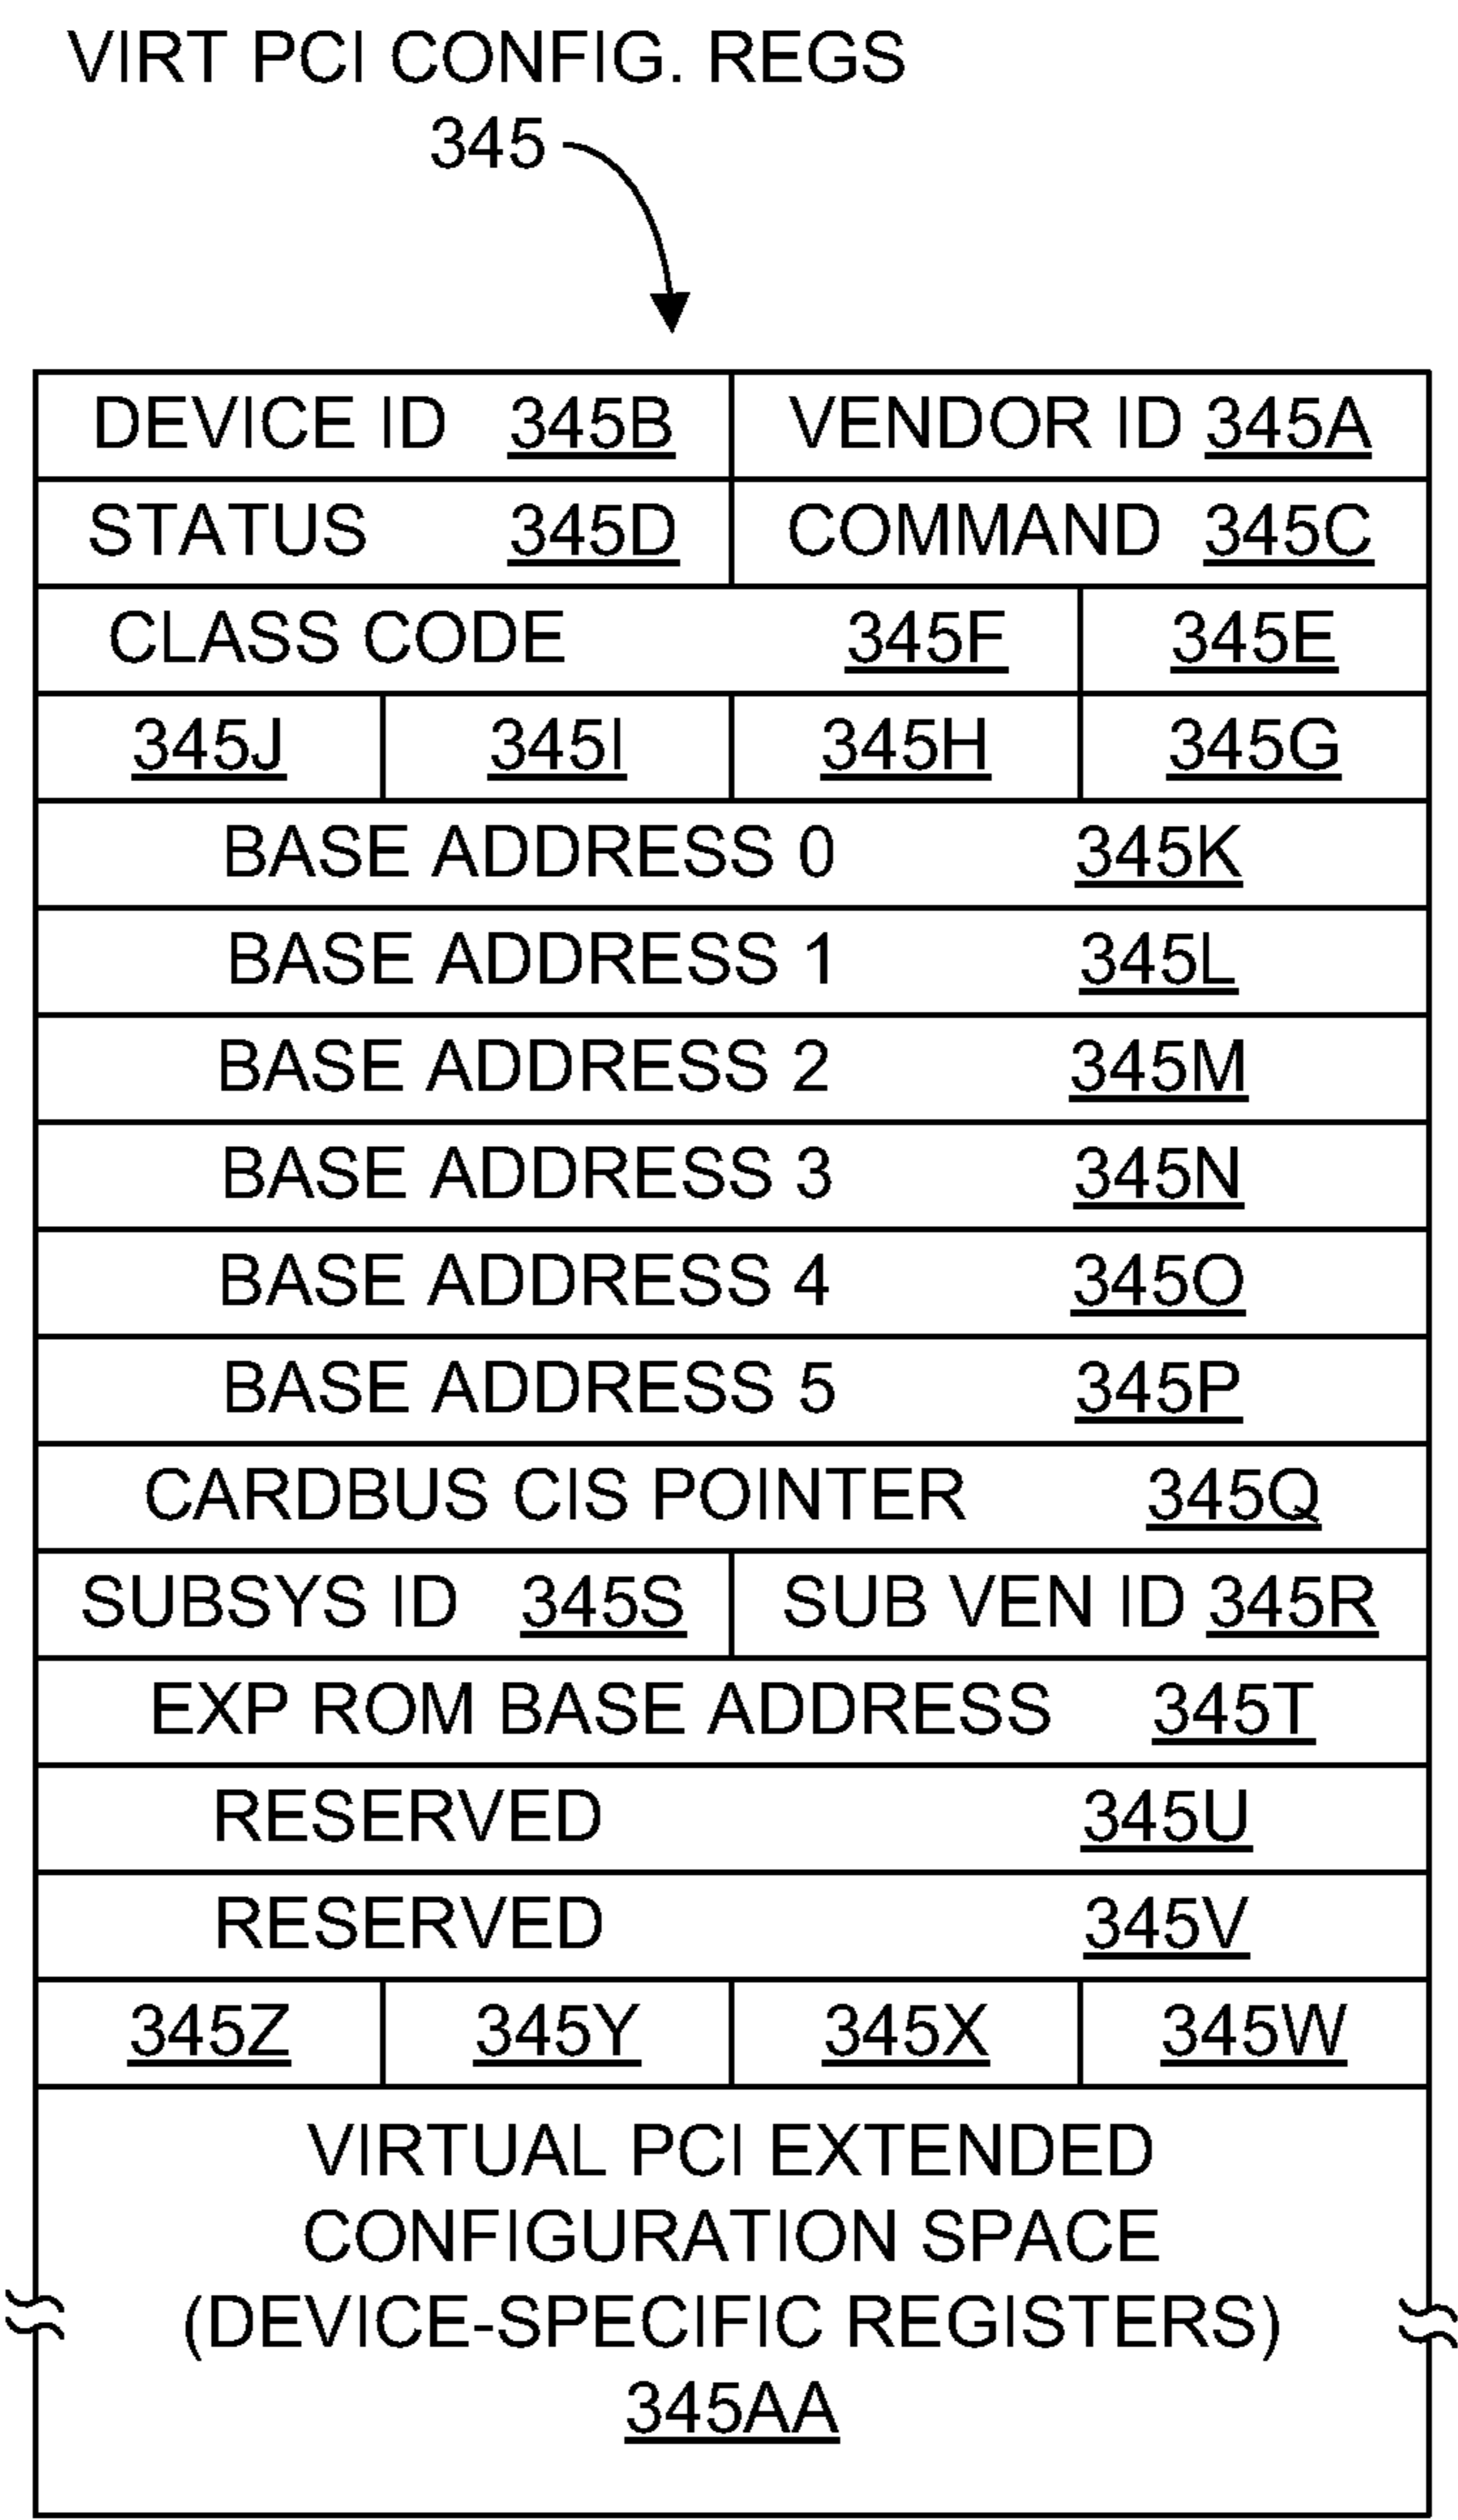 VIRT PCI CONFIG. REGS
345
DEVICE ID 345B VENDOR ID 345A
STATUS 345D COMMAND 345C
CLASS CODE 345F 345E
345J 345I 345H 345G
BASE ADDRESS 0 345K
BASE ADDRESS 1 345L
BASE ADDRESS 2 345M
BASE ADDRESS 3 345N
BASE ADDRESS 4 345O
BASE ADDRESS 5 345P
CARDBUS CIS POINTER 345Q
SUBSYS ID 345S SUB VEN ID 345R
EXP ROM BASE ADDRESS 345T
RESERVED 345U
RESERVED 345V
345Z 345Y 345X 345W
VIRTUAL PCI EXTENDED
CONFIGURATION SPACE
(DEVICE-SPECIFIC REGISTERS)
345AA